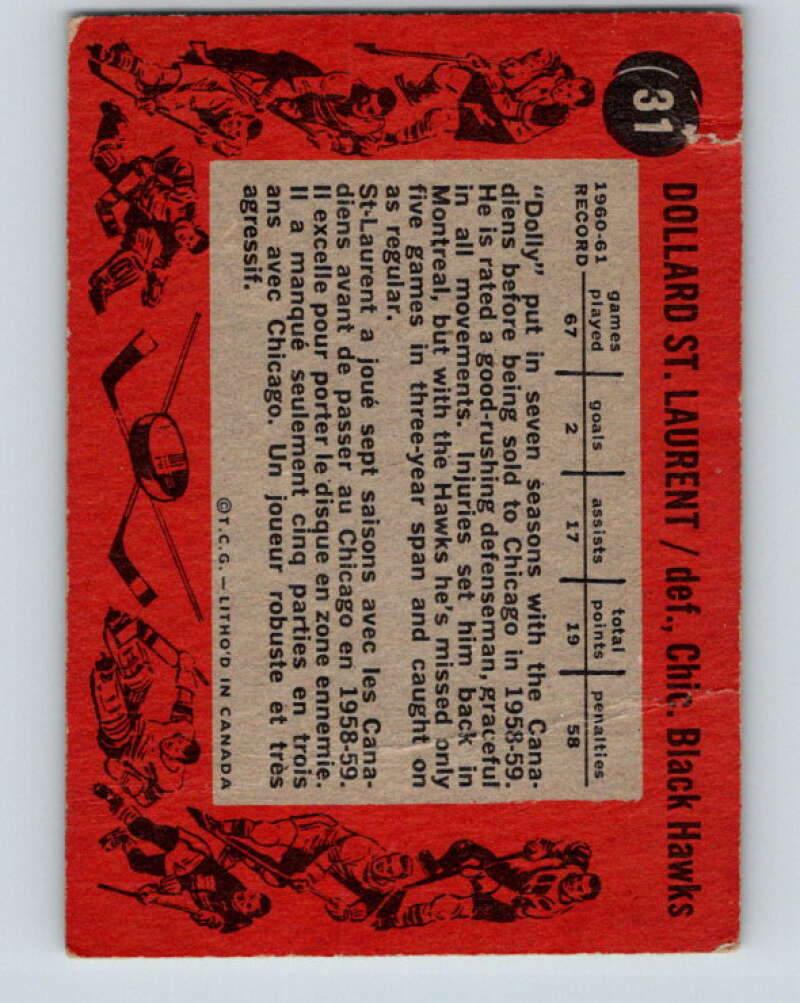 31
DOLLARD ST. LAURENT / def., Chic. Black Hawks
1960-61 RECORD
games played goals assists total points penalties
67 2 17 19 58
"Dolly" put in seven seasons with the Cana-
diens before being sold to Chicago in 1958-59.
He is rated a good-rushing defenseman, graceful
in all movements. Injuries set him back in
Montreal, but with the Hawks he's missed only
five games in three-year span and caught on
as regular.
St-Laurent a joué sept saisons avec les Cana-
diens avant de passer au Chicago en 1958-59.
Il excelle pour porter le disque en zone ennemie.
Il a manqué seulement cinq parties en trois
ans avec Chicago. Un joueur robuste et très
agressif.
©T.C.G. — LITHO'D IN CANADA